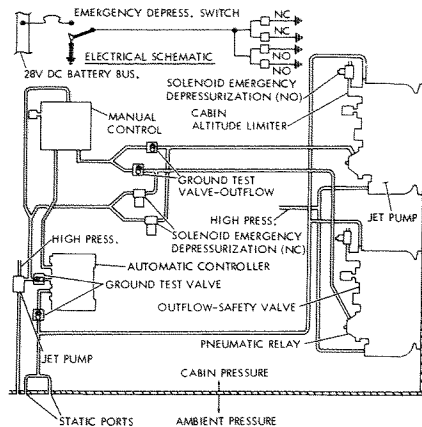 EMERGENCY DEPRESS. SWITCH
NC
NC
ELECTRICAL SCHEMATIC
NO
NO
28V DC BATTERY BUS.
SOLENOID EMERGENCY
DEPRESSURIZATION (NO)
CABIN
ALTITUDE LIMITER
MANUAL
CONTROL
GROUND TEST
VALVE-OUTFLOW
HIGH PRESS.
JET PUMP
SOLENOID EMERGENCY
DEPRESSURIZATION (NC)
HIGH PRESS.
AUTOMATIC CONTROLLER
GROUND TEST VALVE
OUTFLOW-SAFETY VALVE
PNEUMATIC RELAY
JET PUMP
CABIN PRESSURE
STATIC PORTS
AMBIENT PRESSURE